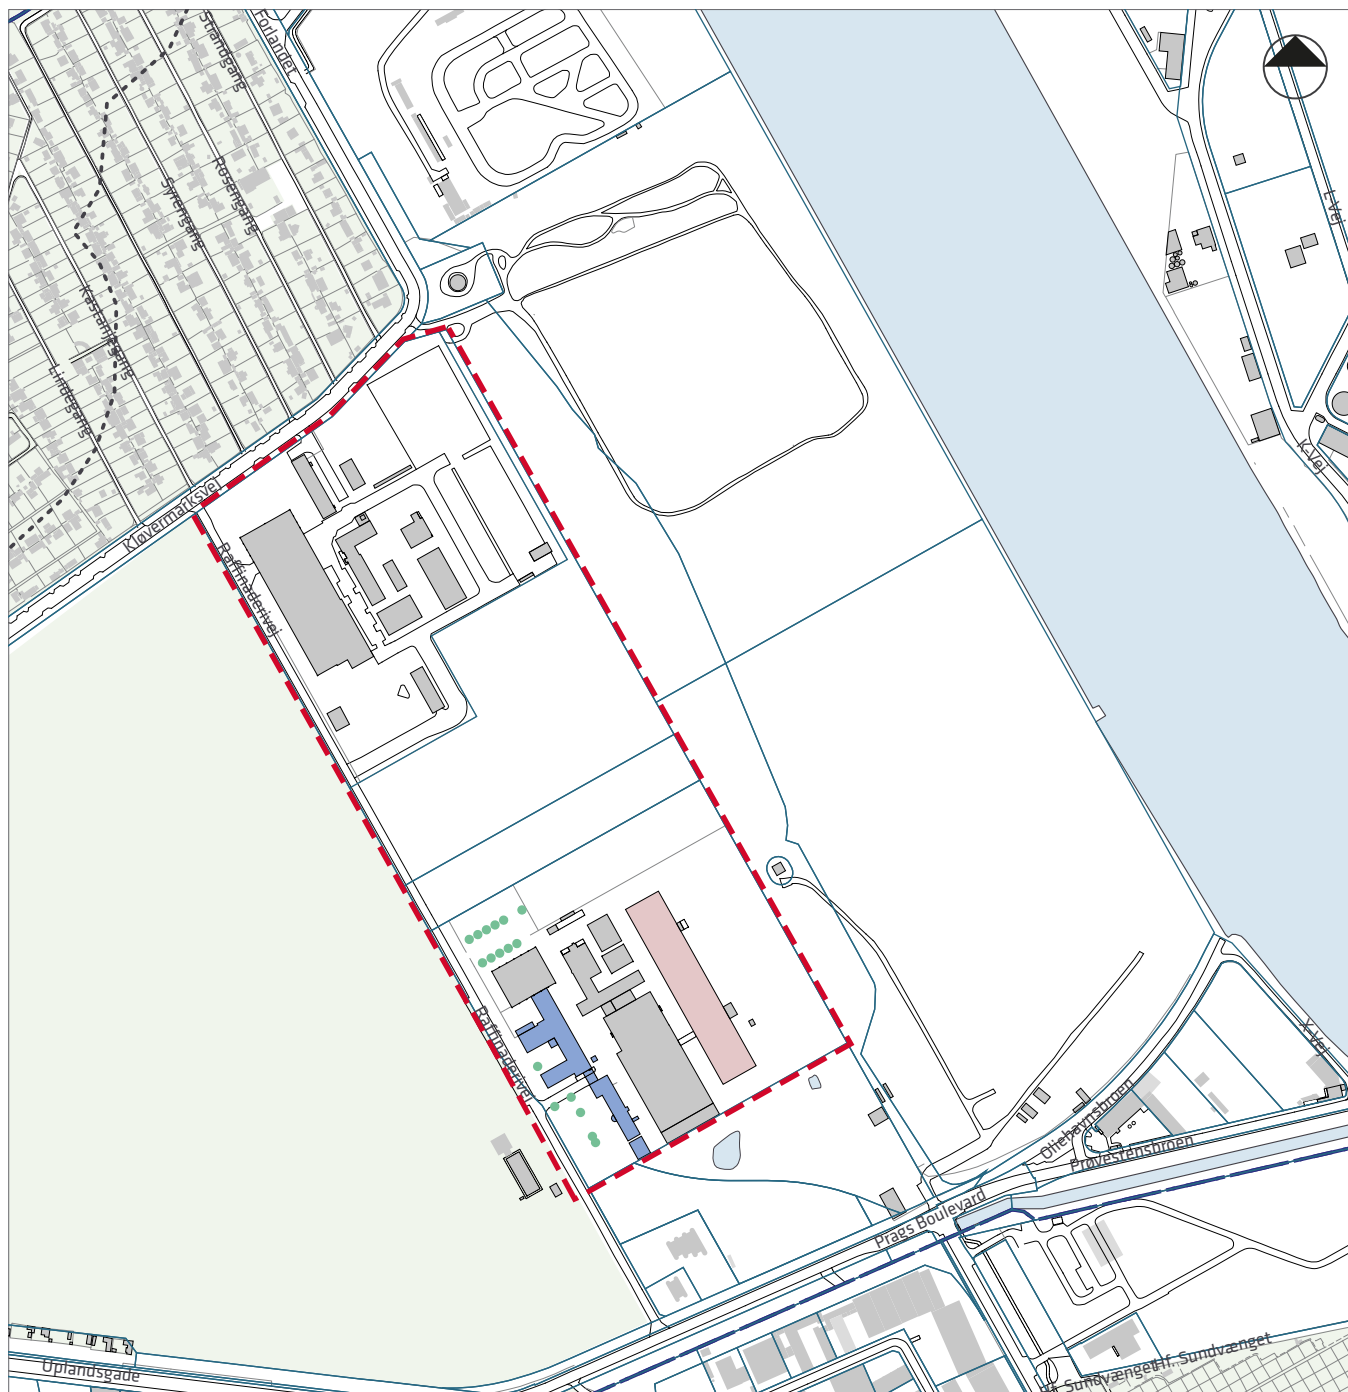 Strandgang
Forlandet
Rosengang
Syrengang
Kastaniegang
Lindegang
L-Vej
K-Vej
Kløvermarksvej
Raffinaderivej
Raffinaderivej
X-Vej
Oliehavnsbroen
Prøvestensbroen
Prags Boulevard
Uplandsgade
Hf. Sundvænget
Sundvænget